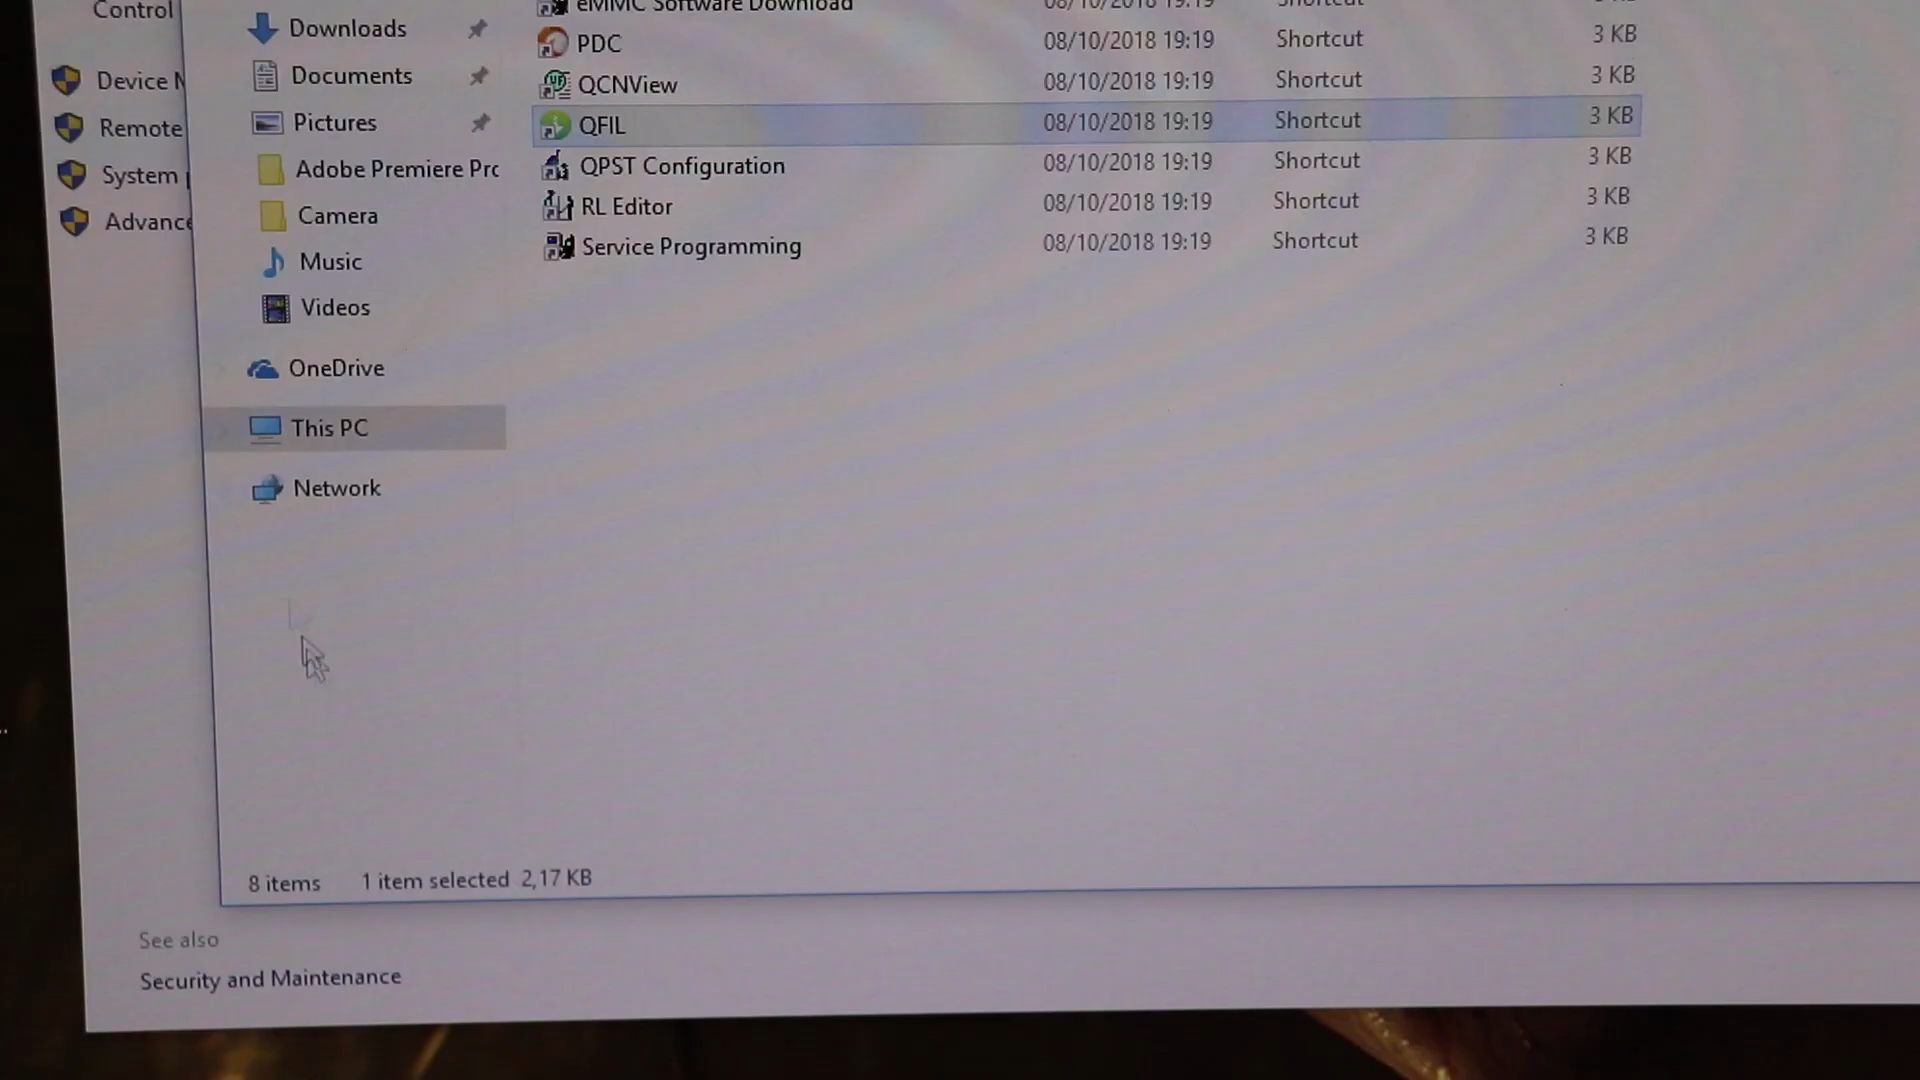 Control
Device M
Remote
System p
Advance
Downloads
Documents
Pictures
Adobe Premiere Prc
Camera
Music
Videos
OneDrive
This PC
Network
eMMC Software Download 08/10/2018 19:19 Shortcut
PDC 08/10/2018 19:19 Shortcut 3 KB
QCNView 08/10/2018 19:19 Shortcut 3 KB
QFIL 08/10/2018 19:19 Shortcut 3 KB
QPST Configuration 08/10/2018 19:19 Shortcut 3 KB
RL Editor 08/10/2018 19:19 Shortcut 3 KB
Service Programming 08/10/2018 19:19 Shortcut 3 KB
8 items 1 item selected 2,17 KB
See also
Security and Maintenance